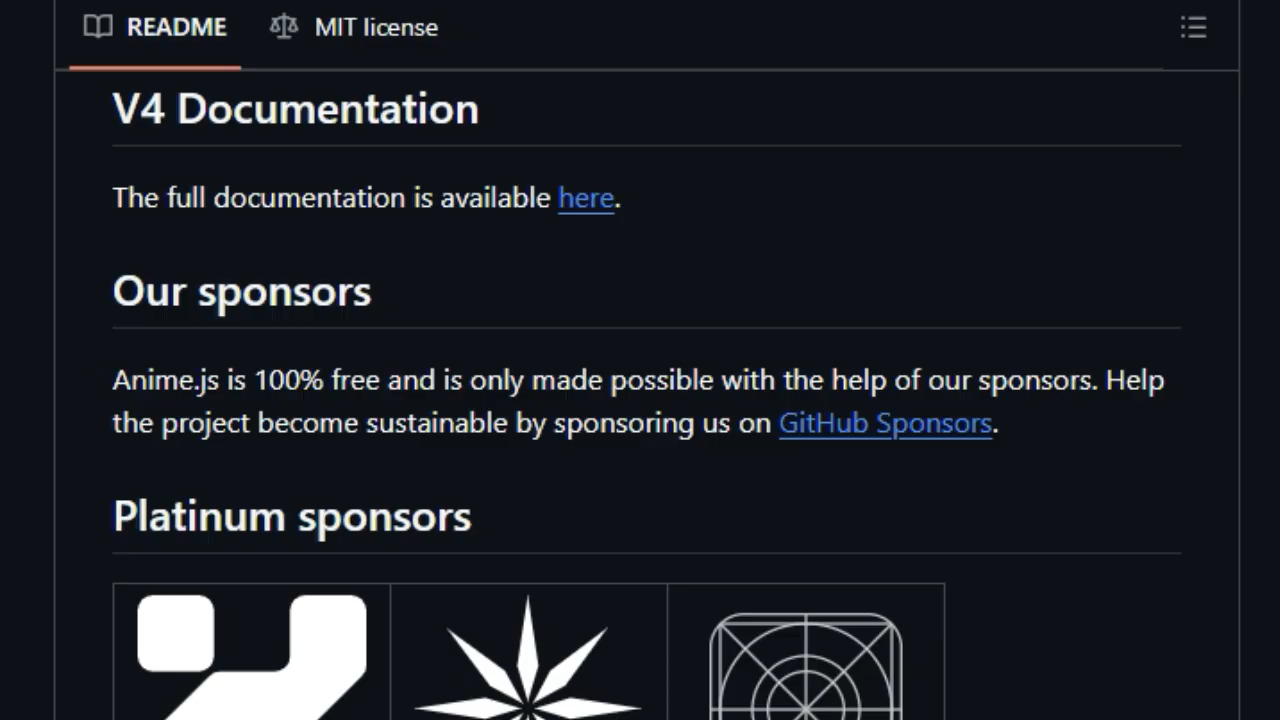 README
MIT license
V4 Documentation
The full documentation is available here.
Our sponsors
Anime.js is 100% free and is only made possible with the help of our sponsors. Help
the project become sustainable by sponsoring us on GitHub Sponsors.
Platinum sponsors